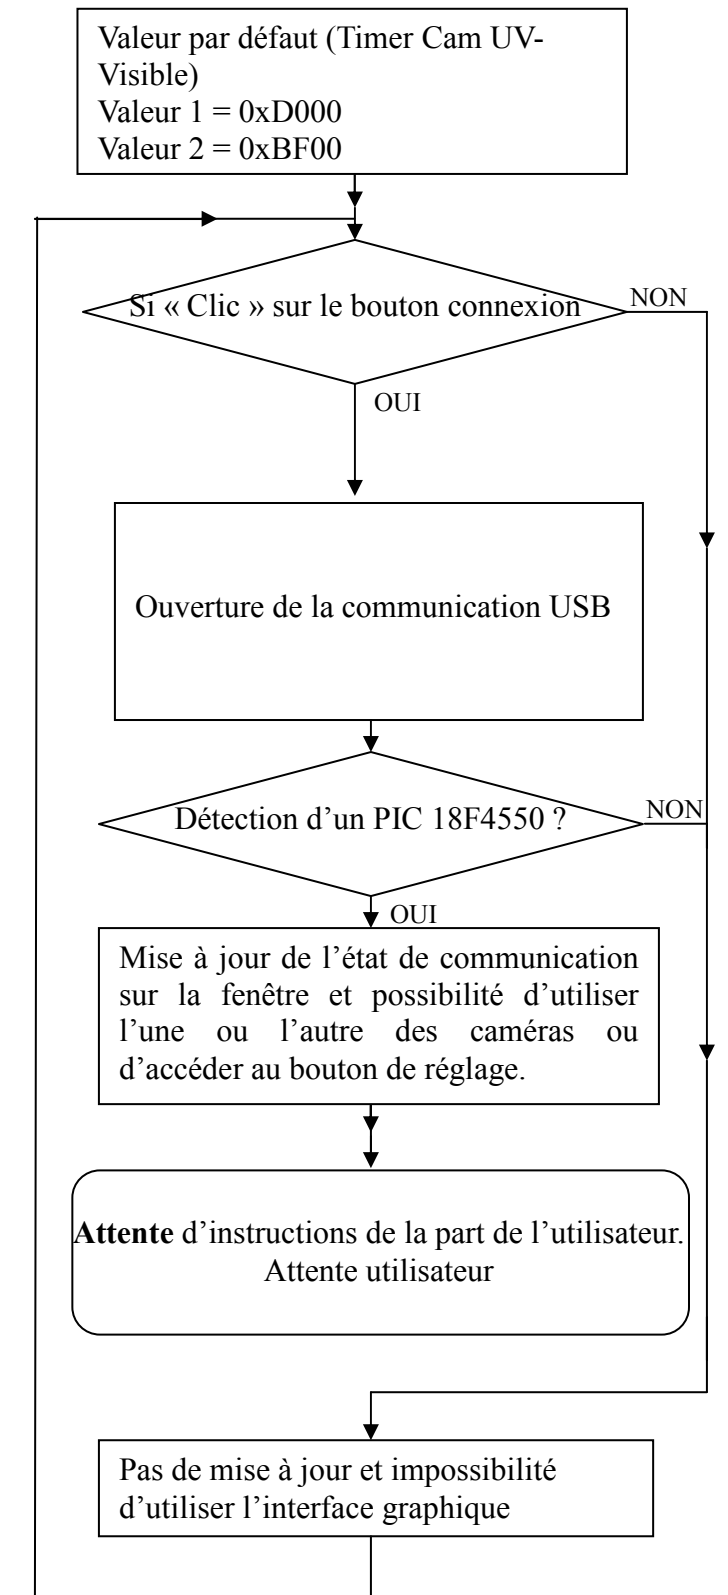 Valeur par défaut (Timer Cam UV-
Visible)
Valeur 1 = 0xD000
Valeur 2 = 0xBF00
Si « Clic » sur le bouton connexion
NON
OUI
Ouverture de la communication USB
Détection d’un PIC 18F4550 ?
NON
OUI
Mise à jour de l’état de communication
sur la fenêtre et possibilité d’utiliser
l’une ou l’autre des caméras ou
d’accéder au bouton de réglage.
Attente d’instructions de la part de l’utilisateur.
Attente utilisateur
Pas de mise à jour et impossibilité
d’utiliser l’interface graphique